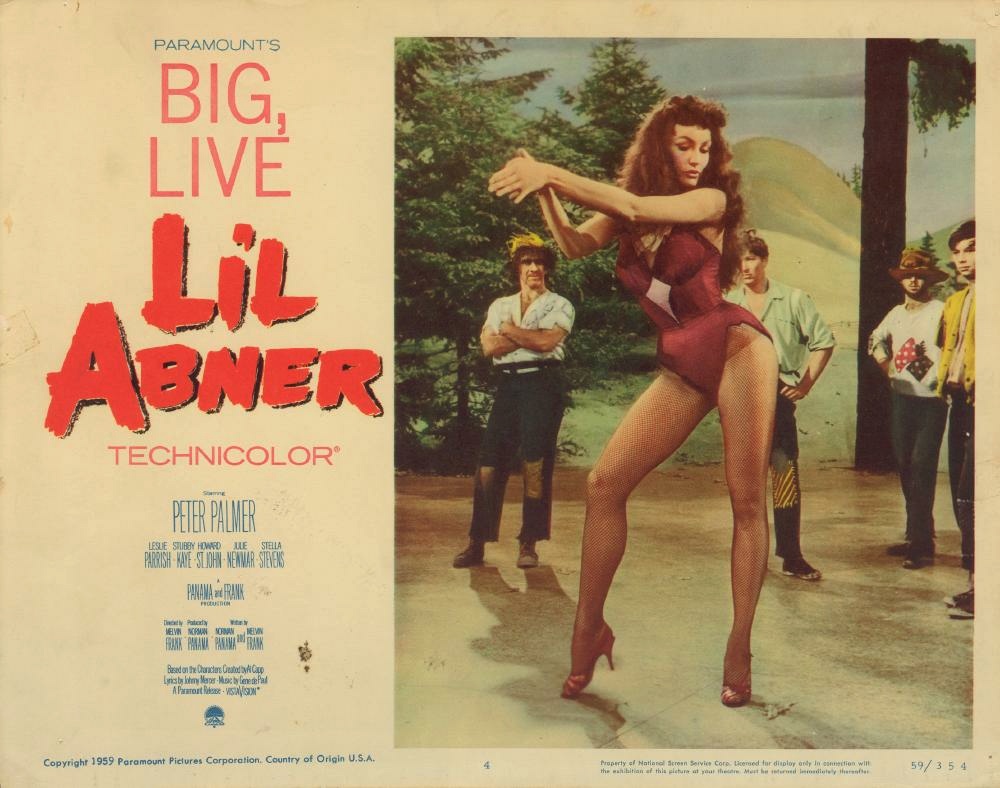 PARAMOUNT'S
BIG,
LIVE
LI'L
ABNER
TECHNICOLOR®
Starring
PETER PALMER
LESLIE STUBBY HOWARD JULIE STELLA
PARRISH · KAYE · ST. JOHN · NEWMAR · STEVENS
A
PANAMA and FRANK
PRODUCTION
Directed by Produced by Written by
MELVIN NORMAN NORMAN MELVIN
FRANK · PANAMA · PANAMA and FRANK
Based on the Characters Created by Al Capp
Lyrics by Johnny Mercer · Music by Gene de Paul
A Paramount Release · VISTAVISION®
Copyright 1959 Paramount Pictures Corporation. Country of Origin U.S.A.
4
Property of National Screen Service Corp. Licensed for display only in connection with
the exhibition of this picture at your theatre. Must be returned immediately thereafter.
59/354